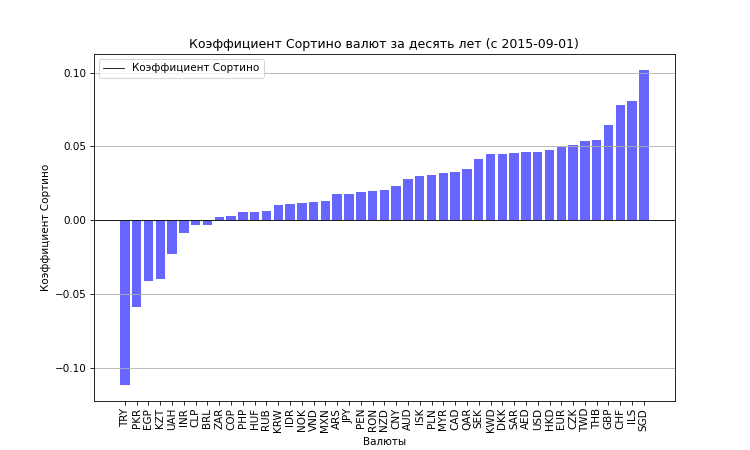 Коэффициент Сортино валют за десять лет (с 2015-09-01)
Коэффициент Сортино
0.10
0.05
0.00
−0.05
−0.10
Коэффициент Сортино
TRY PKR EGP KZT UAH INR CLP BRL ZAR COP PHP HUF RUB KRW IDR NOK VND MXN ARS JPY PEN RON NZD CNY AUD ISK PLN MYR CAD QAR SEK KWD DKK SAR AED USD HKD EUR CZK TWD THB GBP CHF ILS SGD
Валюты